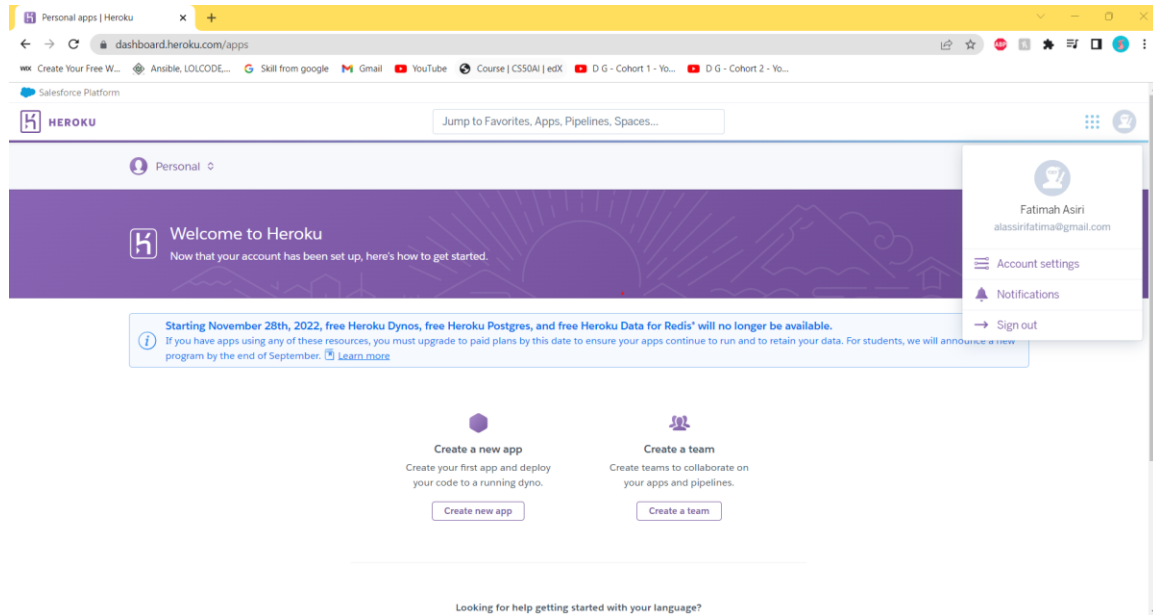 Personal apps | Heroku
dashboard.heroku.com/apps
WIX Create Your Free W... Ansible, LOLCODE,... G Skill from google Gmail YouTube Course | CS50AI | edX D G - Cohort 1 - Yo... D G - Cohort 2 - Yo...
Salesforce Platform
HEROKU
Jump to Favorites, Apps, Pipelines, Spaces...
Personal
Fatimah Asiri
alassirifatima@gmail.com
Account settings
Notifications
Sign out
Welcome to Heroku
Now that your account has been set up, here's how to get started.
Starting November 28th, 2022, free Heroku Dynos, free Heroku Postgres, and free Heroku Data for Redis* will no longer be available.
If you have apps using any of these resources, you must upgrade to paid plans by this date to ensure your apps continue to run and to retain your data. For students, we will announce a new
program by the end of September. Learn more
Create a new app
Create your first app and deploy
your code to a running dyno.
Create new app
Create a team
Create teams to collaborate on
your apps and pipelines.
Create a team
Looking for help getting started with your language?